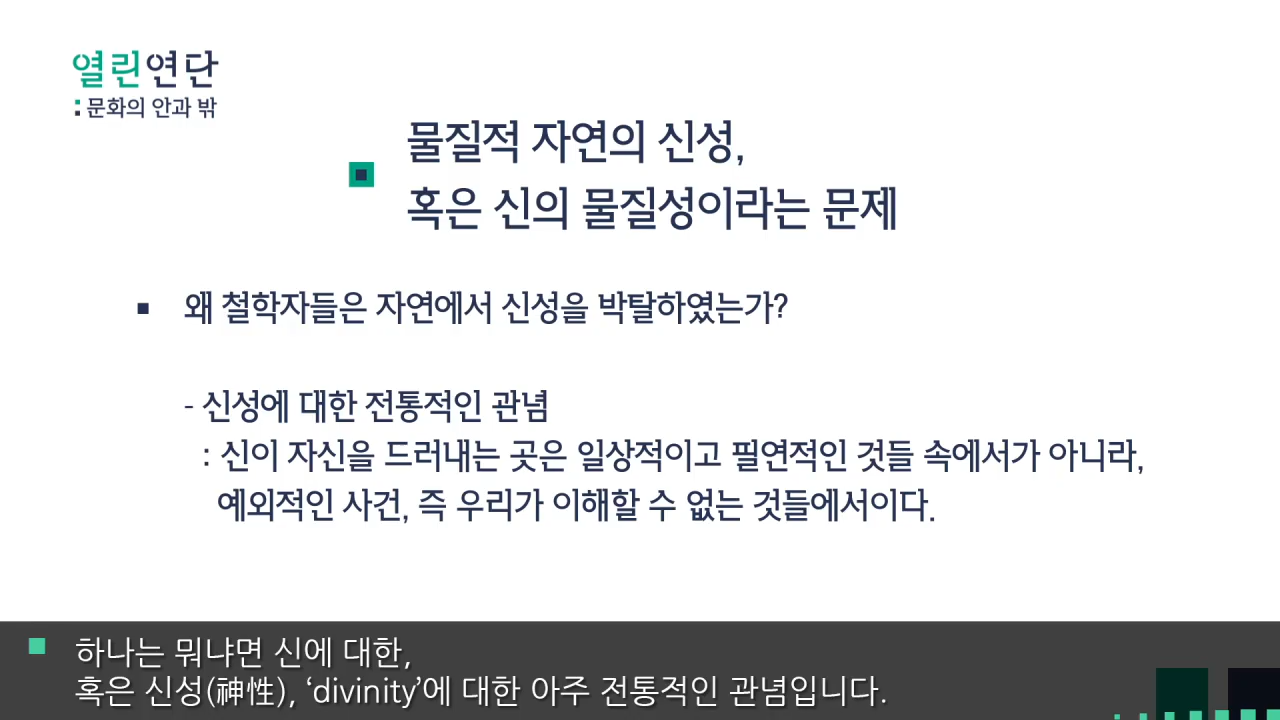 열린연단
: 문화의 안과 밖
물질적 자연의 신성,
혹은 신의 물질성이라는 문제
왜 철학자들은 자연에서 신성을 박탈하였는가?
- 신성에 대한 전통적인 관념
: 신이 자신을 드러내는 곳은 일상적이고 필연적인 것들 속에서가 아니라,
예외적인 사건, 즉 우리가 이해할 수 없는 것들에서이다.
하나는 뭐냐면 신에 대한,
혹은 신성(神性), ‘divinity’에 대한 아주 전통적인 관념입니다.